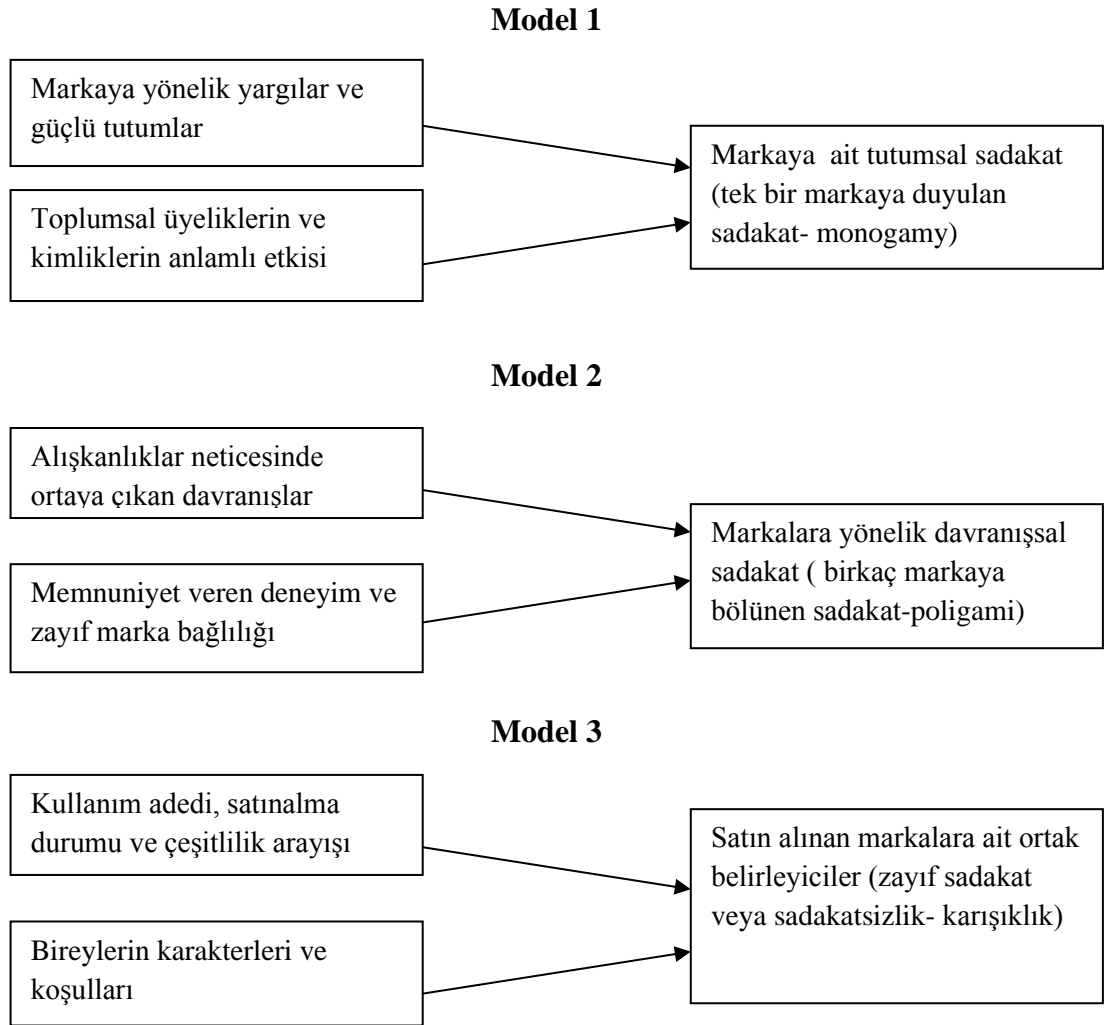 Model 1
Markaya yönelik yargılar ve
güçlü tutumlar
Toplumsal üyeliklerin ve
kimliklerin anlamlı etkisi
Markaya ait tutumsal sadakat
(tek bir markaya duyulan
sadakat- monogamy)
Model 2
Alışkanlıklar neticesinde
ortaya çıkan davranışlar
Memnuniyet veren deneyim ve
zayıf marka bağlılığı
Markalara yönelik davranışsal
sadakat ( birkaç markaya
bölünen sadakat-poligami)
Model 3
Kullanım adedi, satınalma
durumu ve çeşitlilik arayışı
Bireylerin karakterleri ve
koşulları
Satın alınan markalara ait ortak
belirleyiciler (zayıf sadakat
veya sadakatsizlik- karışıklık)